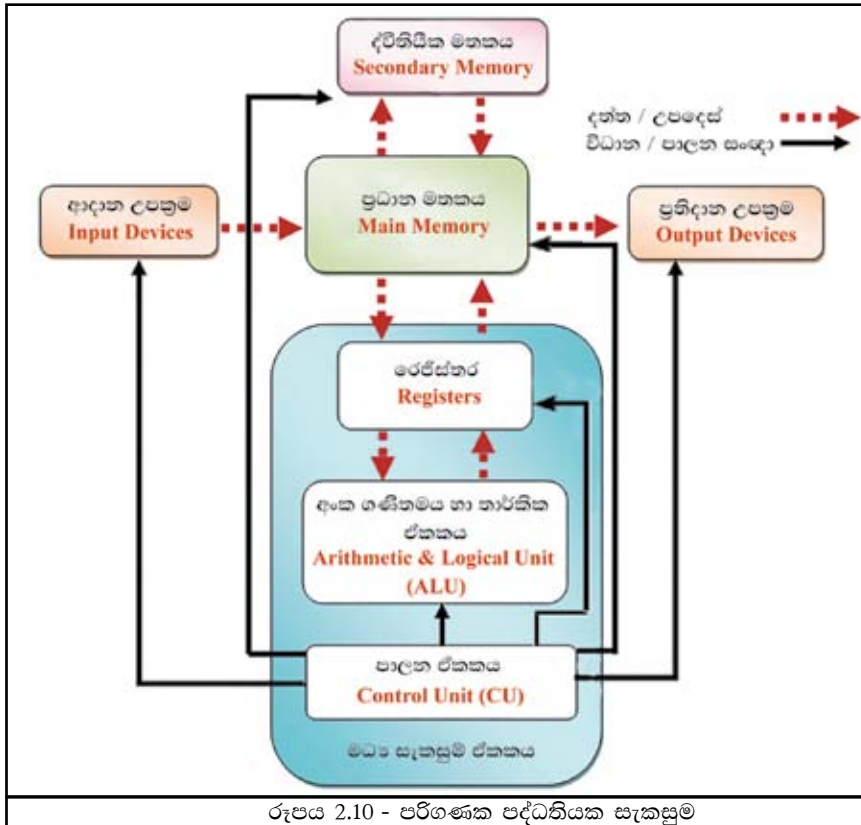 ද්විතියීක මතකය
Secondary Memory
දත්ත / උපදෙස්
විධාන / පාලන සංඥා
ආදාන උපක්‍රම
Input Devices
ප්‍රධාන මතකය
Main Memory
ප්‍රතිදාන උපක්‍රම
Output Devices
රෙජිස්තර
Registers
අංක ගණිතමය හා තාර්කික
ඒකකය
Arithmetic & Logical Unit
(ALU)
පාලන ඒකකය
Control Unit (CU)
මධ්‍ය සැකසුම් ඒකකය
රූපය 2.10 - පරිගණක පද්ධතියක සැකසුම